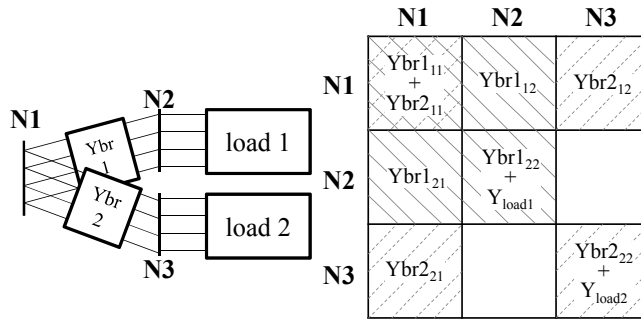 N1
N2
Ybr
1
load 1
Ybr
2
load 2
N3
N1 N2 N3
N1
Ybr1₁₁
+
Ybr2₁₁
Ybr1₁₂
Ybr2₁₂
N2
Ybr1₂₁
Ybr1₂₂
+
Y_load1
N3
Ybr2₂₁
Ybr2₂₂
+
Y_load2